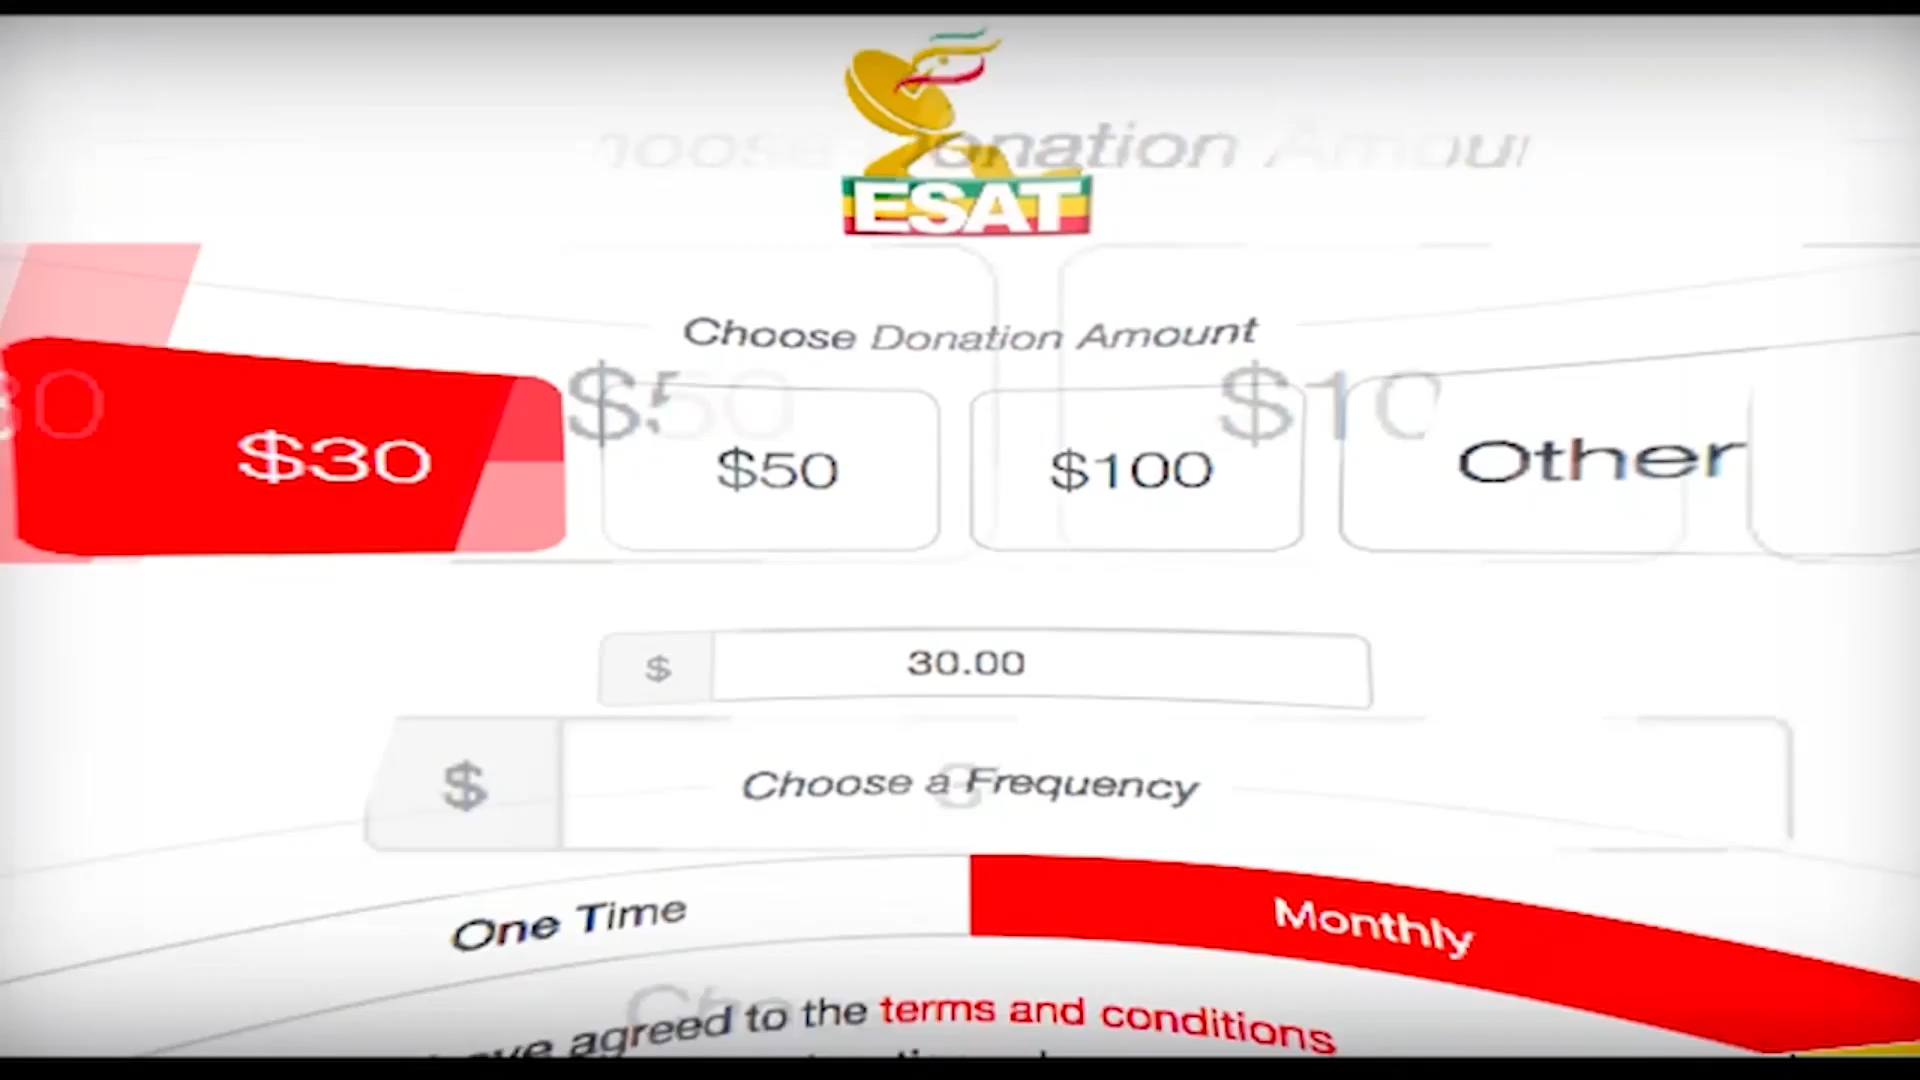 ESAT
Choose Donation Amount
$30
$50
$100
Other
$ 30.00
$
Choose a Frequency
One Time
Monthly
agreed to the terms and conditions